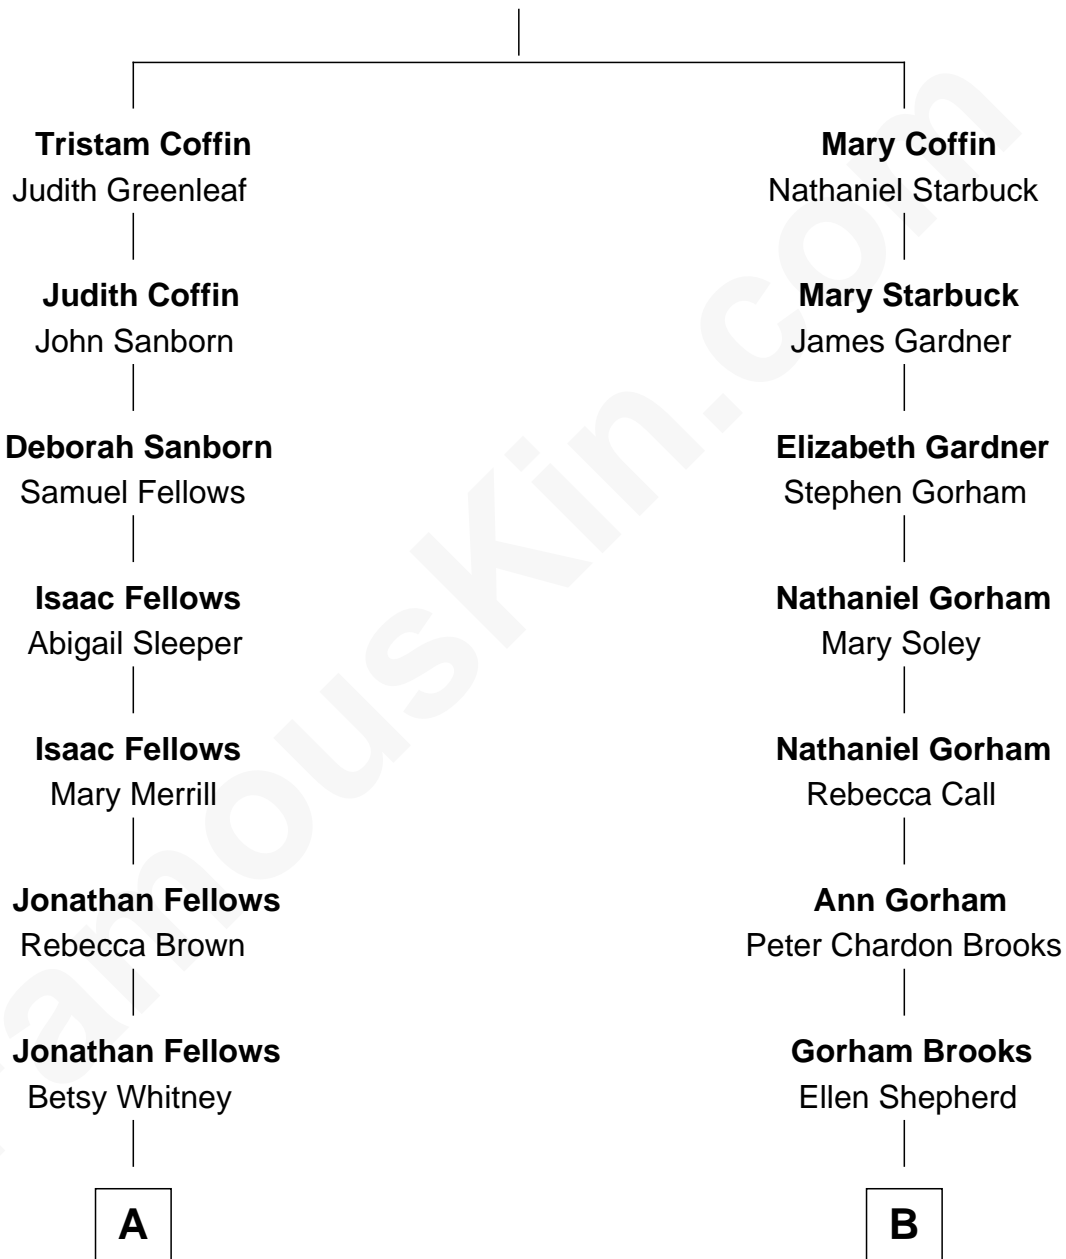 Tristam Coffin
Judith Greenleaf
Judith Coffin
John Sanborn
Deborah Sanborn
Samuel Fellows
Isaac Fellows
Abigail Sleeper
Isaac Fellows
Mary Merrill
Jonathan Fellows
Rebecca Brown
Jonathan Fellows
Betsy Whitney
A
Mary Coffin
Nathaniel Starbuck
Mary Starbuck
James Gardner
Elizabeth Gardner
Stephen Gorham
Nathaniel Gorham
Mary Soley
Nathaniel Gorham
Rebecca Call
Ann Gorham
Peter Chardon Brooks
Gorham Brooks
Ellen Shepherd
B
FamousKin.com